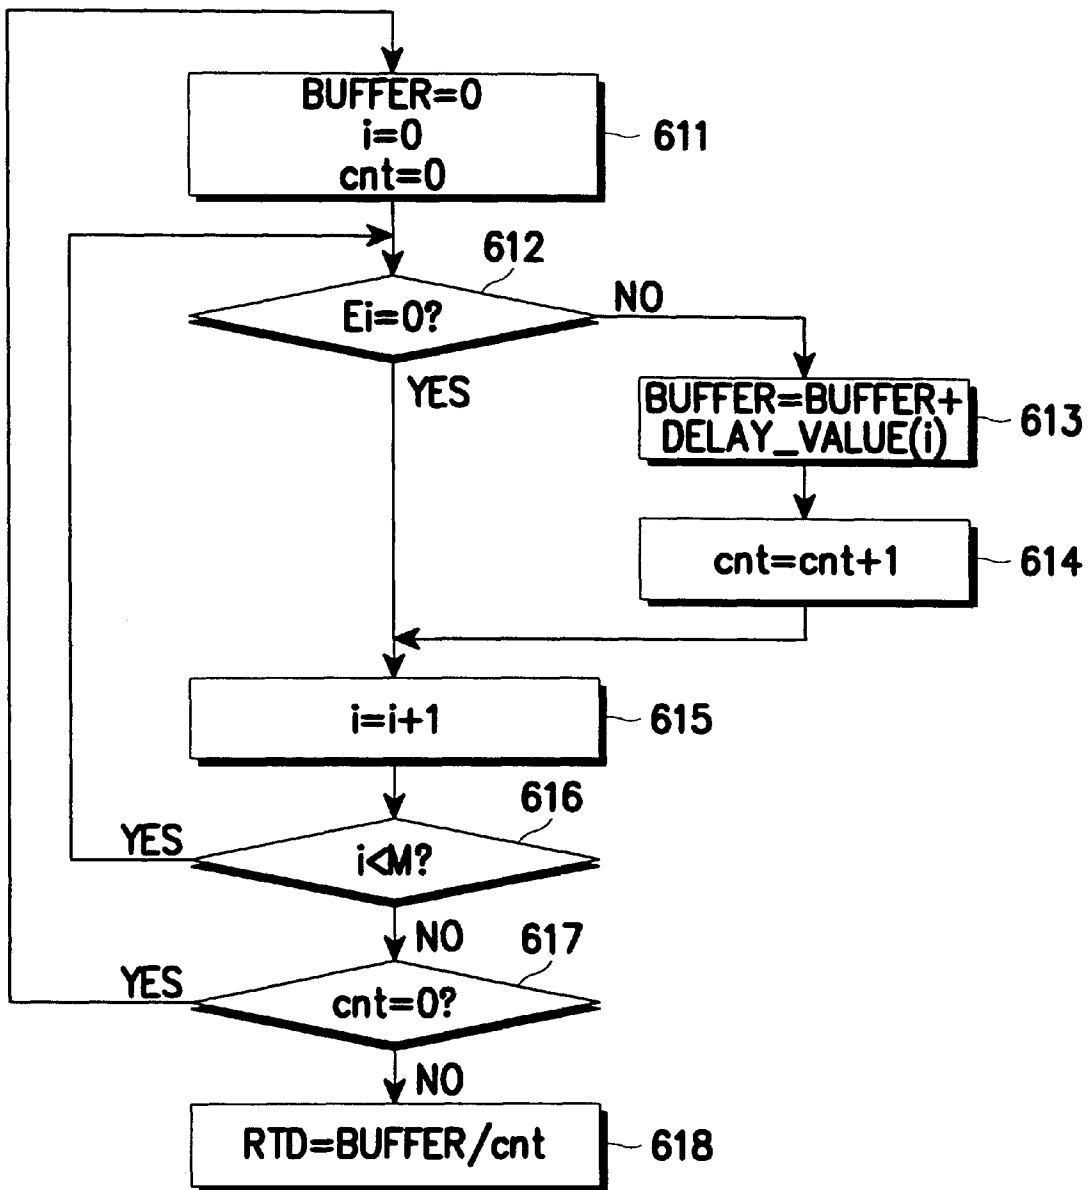 BUFFER=0
i=0
cnt=0
611
612
Ei=0?
NO
YES
BUFFER=BUFFER+
DELAY_VALUE(i)
613
cnt=cnt+1
614
i=i+1
615
616
YES
i<M?
NO
617
YES
cnt=0?
NO
RTD=BUFFER/cnt
618